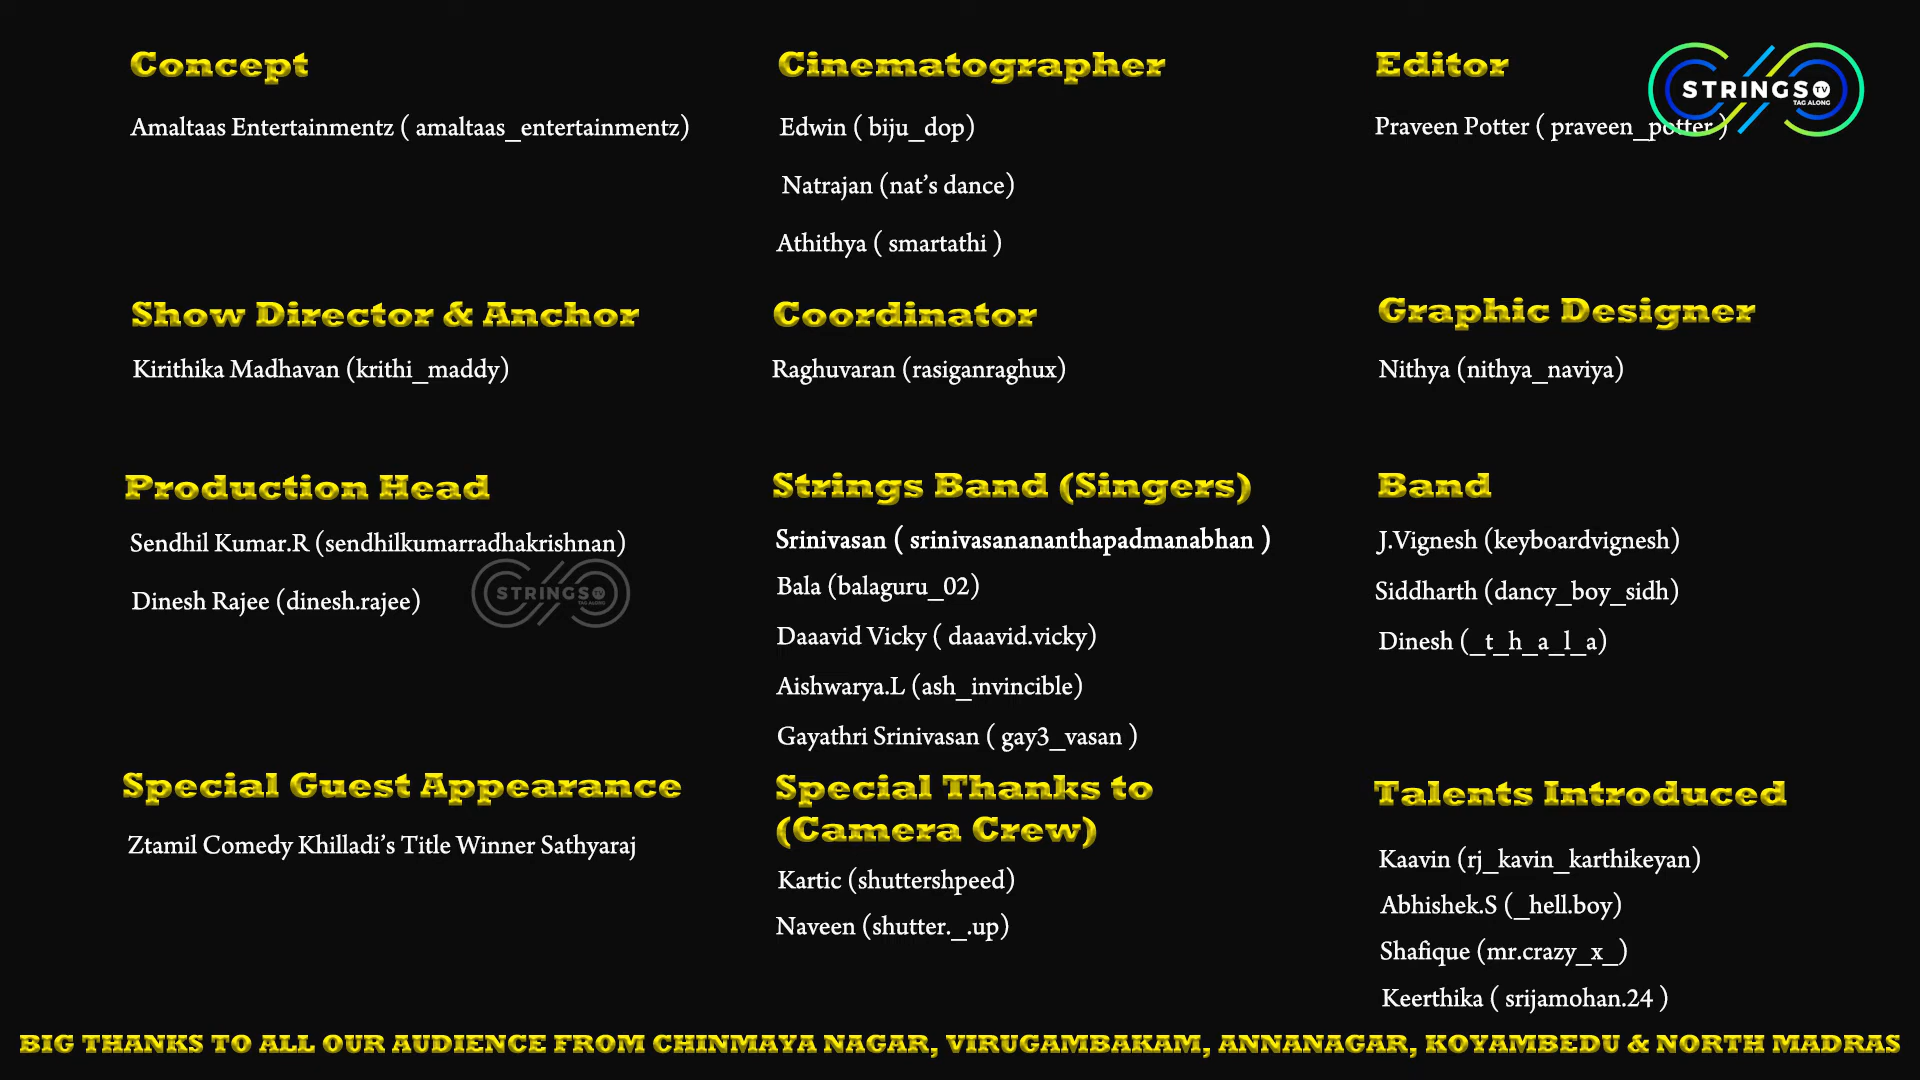 Concept
Amaltaas Entertainmentz ( amaltaas_entertainmentz)
Cinematographer
Edwin ( biju_dop)
Natrajan (nat's dance)
Athithya ( smartathi )
Editor
Praveen Potter ( praveen_potter )
STRINGS TV
TAG ALONG
Show Director & Anchor
Kirithika Madhavan (krithi_maddy)
Coordinator
Raghuvaran (rasiganraghux)
Graphic Designer
Nithya (nithya_naviya)
Production Head
Sendhil Kumar.R (sendhilkumarradhakrishnan)
Dinesh Rajee (dinesh.rajee)
STRINGS TV
TAG ALONG
Strings Band (Singers)
Srinivasan ( srinivasanananthapadmanabhan )
Bala (balaguru_02)
Daaavid Vicky ( daaavid.vicky)
Aishwarya.L (ash_invincible)
Gayathri Srinivasan ( gay3_vasan )
Band
J.Vignesh (keyboardvignesh)
Siddharth (dancy_boy_sidh)
Dinesh (_t_h_a_l_a)
Special Guest Appearance
Ztamil Comedy Khilladi's Title Winner Sathyaraj
Special Thanks to
(Camera Crew)
Kartic (shuttershpeed)
Naveen (shutter._.up)
Talents Introduced
Kaavin (rj_kavin_karthikeyan)
Abhishek.S (_hell.boy)
Shafique (mr.crazy_x_)
Keerthika ( srijamohan.24 )
BIG THANKS TO ALL OUR AUDIENCE FROM CHINMAYA NAGAR, VIRUGAMBAKAM, ANNANAGAR, KOYAMBEDU & NORTH MADRAS